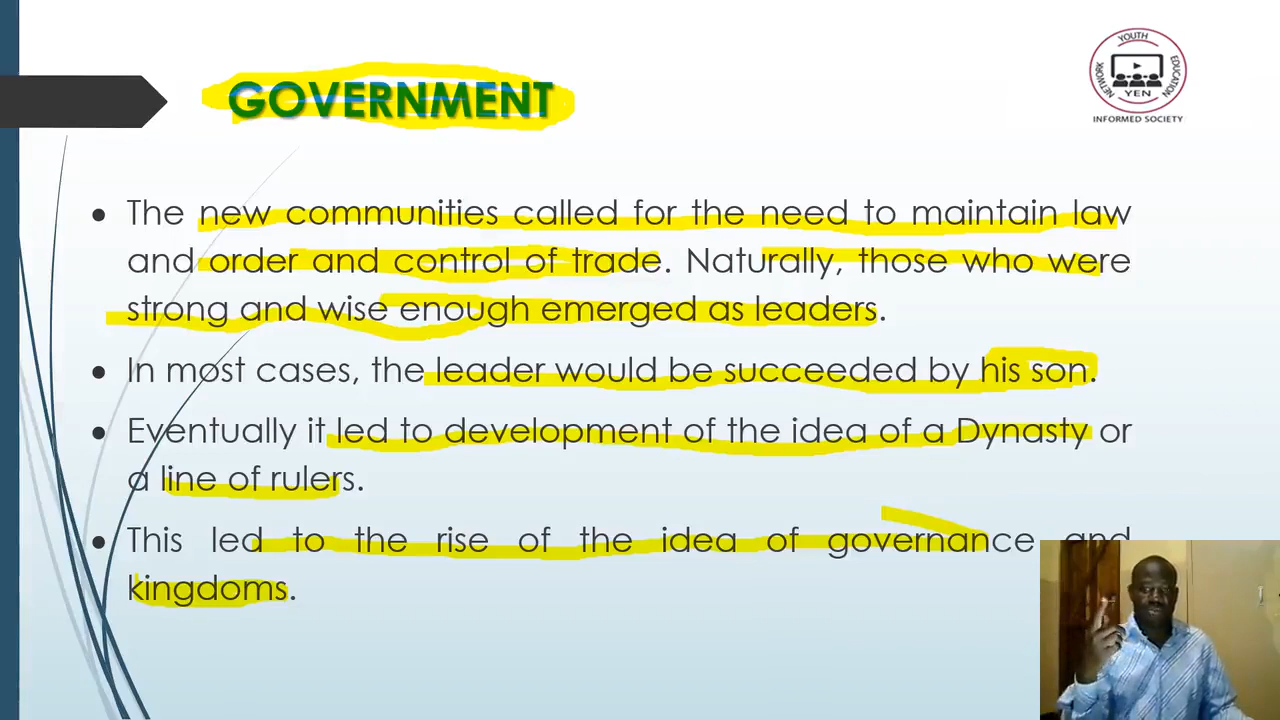 GOVERNMENT
YOUTH
EDUCATION
NETWORK
YEN
INFORMED SOCIETY
• The new communities called for the need to maintain law
and order and control of trade. Naturally, those who were
strong and wise enough emerged as leaders.
• In most cases, the leader would be succeeded by his son.
• Eventually it led to development of the idea of a Dynasty or
a line of rulers.
• This led to the rise of the idea of governance and
kingdoms.